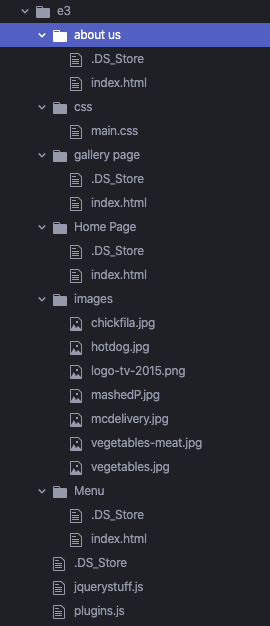 e3
about us
.DS_Store
index.html
css
main.css
gallery page
.DS_Store
index.html
Home Page
.DS_Store
index.html
images
chickfila.jpg
hotdog.jpg
logo-tv-2015.png
mashedP.jpg
mcdelivery.jpg
vegetables-meat.jpg
vegetables.jpg
Menu
.DS_Store
index.html
.DS_Store
jquerystuff.js
plugins.js